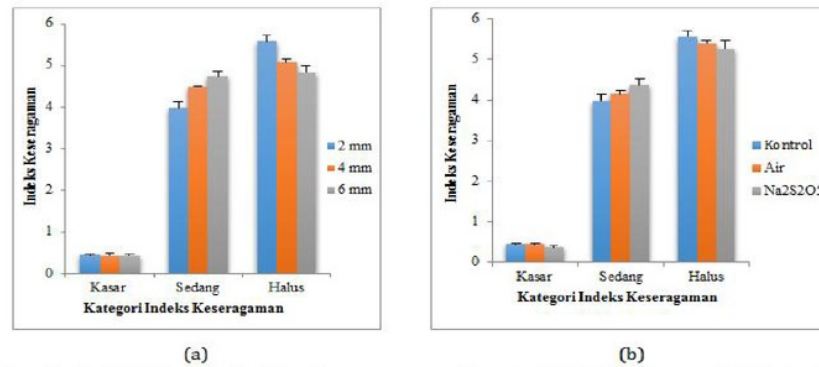 6
5
4
3
2
1
0
Indeks Keseragaman
Kasar Sedang Halus
Kategori Indeks Keseragaman
2 mm
4 mm
6 mm
(a)
6
5
4
3
2
1
0
Indeks Keseragaman
Kasar Sedang Halus
Kategori Indeks Keseragaman
Kontrol
Air
Na2S2O5
(b)